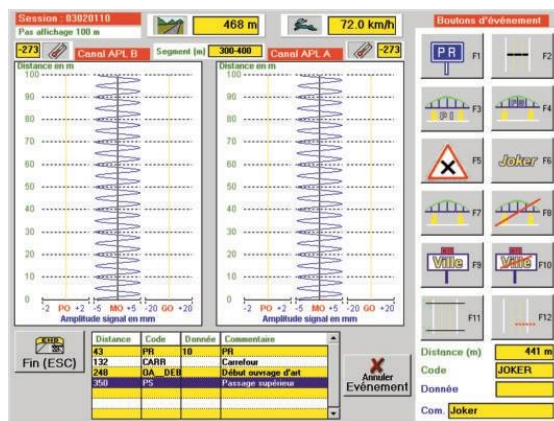 Session : 03020110
Pas affichage 100 m
468 m
72.0 km/h
Boutons d'événement
-273
Canal APL B
Segment (m)
300-400
Canal APL A
-273
Distance en m
100
90
80
70
60
50
40
30
20
10
0
-2 PO +2 -5 MO +5 -20 GO +20
Amplitude signal en mm
Distance en m
100
90
80
70
60
50
40
30
20
10
0
-2 PO +2 -5 MO +5 -20 GO +20
Amplitude signal en mm
PR F1
F2
PI F3
PS F4
F5
Joker F6
F7
F8
Ville F9
Ville F10
F11
F12
Fin (ESC)
Distance Code Donnée Commentaire
43 PR 10 PR
132 CARR Carrefour
248 OA_DEB Début ouvrage d'art
350 PS Passage supérieur
Annuler
Evénement
Distance (m) 441 m
Code JOKER
Donnée
Com. Joker